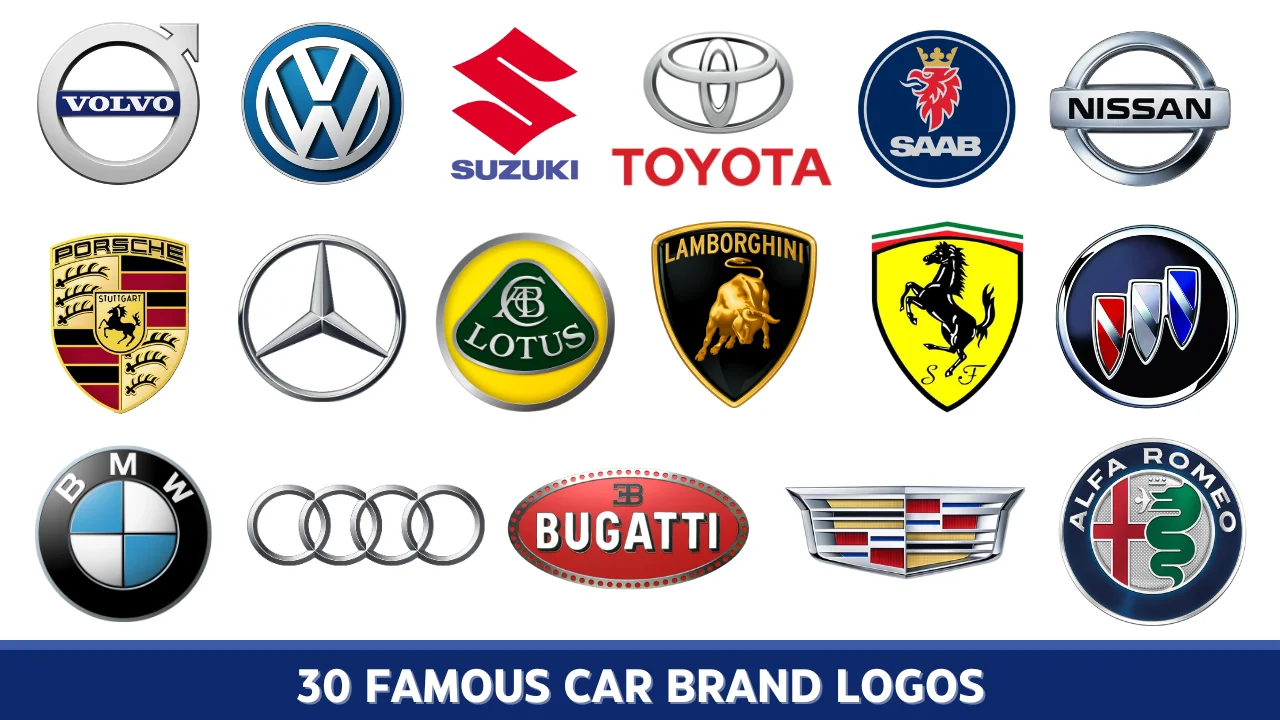 VOLVO
SUZUKI
TOYOTA
SAAB
NISSAN
PORSCHE
STUTTGART
LOTUS
LAMBORGHINI
S F
BMW
BUGATTI
ALFA ROMEO
30 FAMOUS CAR BRAND LOGOS